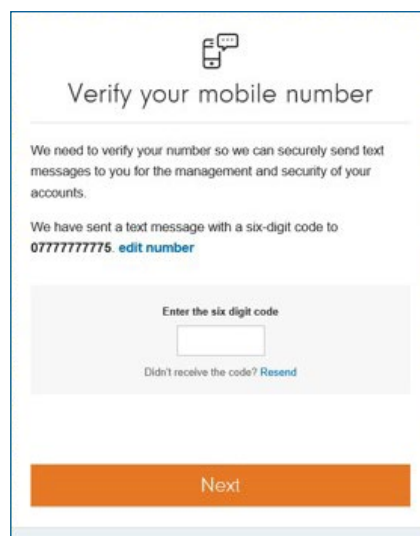 Verify your mobile number
We need to verify your number so we can securely send text
messages to you for the management and security of your
accounts.
We have sent a text message with a six-digit code to
07777777775. edit number
Enter the six digit code
Didn't receive the code? Resend
Next